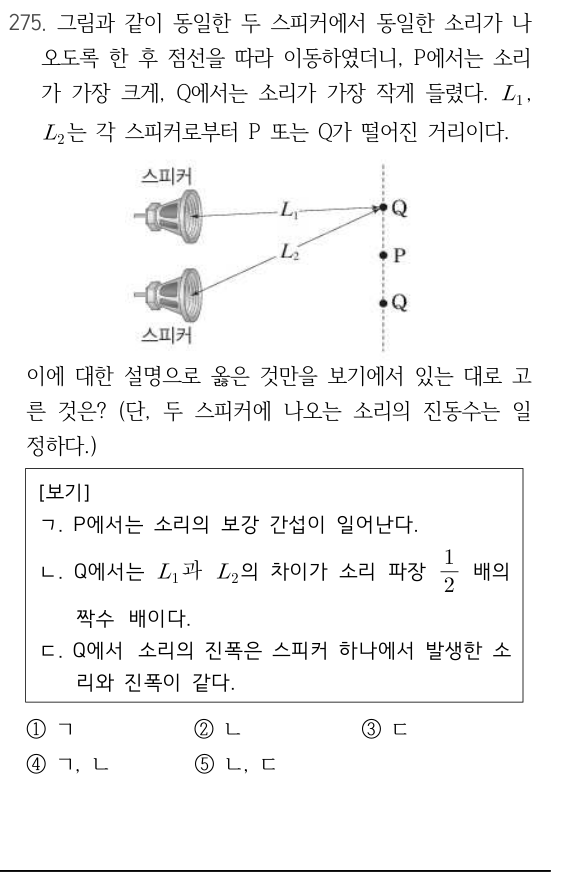 275. 그림과 같이 동일한 두 스피커에서 동일한 소리가 나
오도록 한 후 점선을 따라 이동하였더니, P에서는 소리
가 가장 크게, Q에서는 소리가 가장 작게 들렸다. L₁,
L₂는 각 스피커로부터 P 또는 Q가 떨어진 거리이다.
스피커
L₁
Q
L₂
P
Q
스피커
이에 대한 설명으로 옳은 것만을 보기에서 있는 대로 고
른 것은? (단, 두 스피커에 나오는 소리의 진동수는 일
정하다.)
[보기]
ㄱ. P에서는 소리의 보강 간섭이 일어난다.
ㄴ. Q에서는 L₁과 L₂의 차이가 소리 파장 1/2 배의
짝수 배이다.
ㄷ. Q에서 소리의 진폭은 스피커 하나에서 발생한 소
리와 진폭이 같다.
① ㄱ ② ㄴ ③ ㄷ
④ ㄱ, ㄴ ⑤ ㄴ, ㄷ